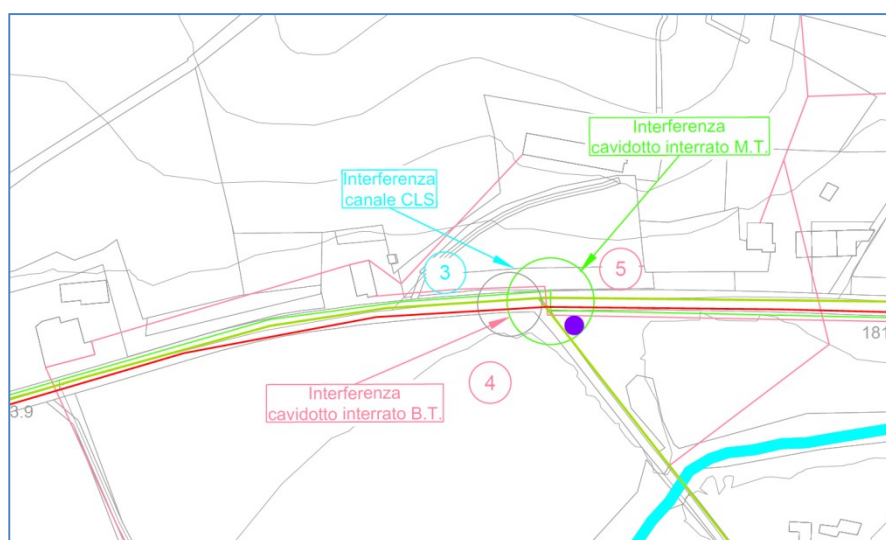 Interferenza
cavidotto interrato M.T.
Interferenza
canale CLS
3
5
181
Interferenza
cavidotto interrato B.T.
4
3.9